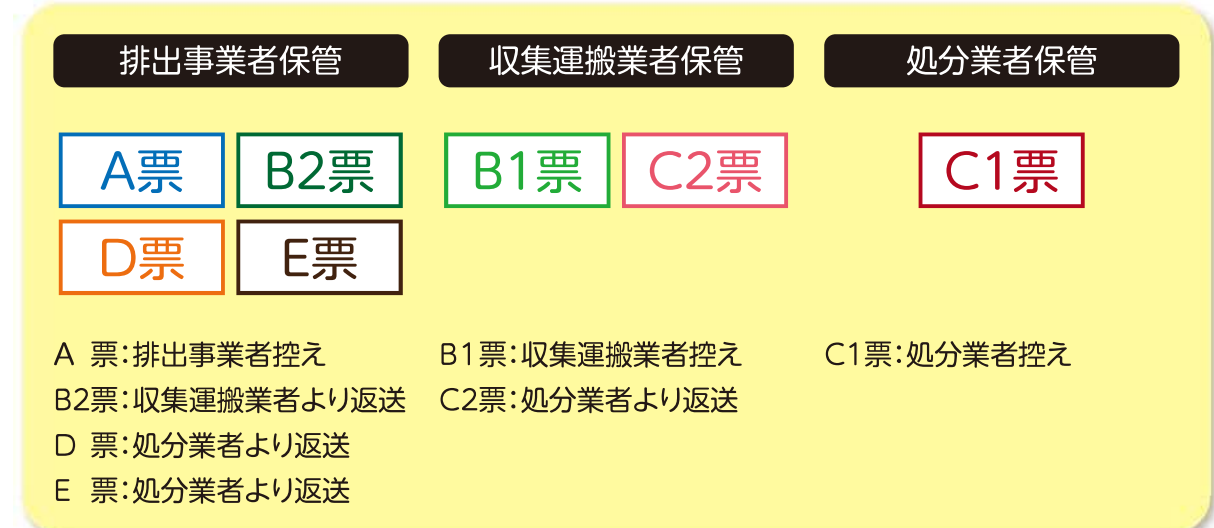 排出事業者保管
A票 B2票
D票 E票
A 票：排出事業者控え
B2票：収集運搬業者より返送
D 票：処分業者より返送
E 票：処分業者より返送
収集運搬業者保管
B1票 C2票
B1票：収集運搬業者控え
C2票：処分業者より返送
処分業者保管
C1票
C1票：処分業者控え